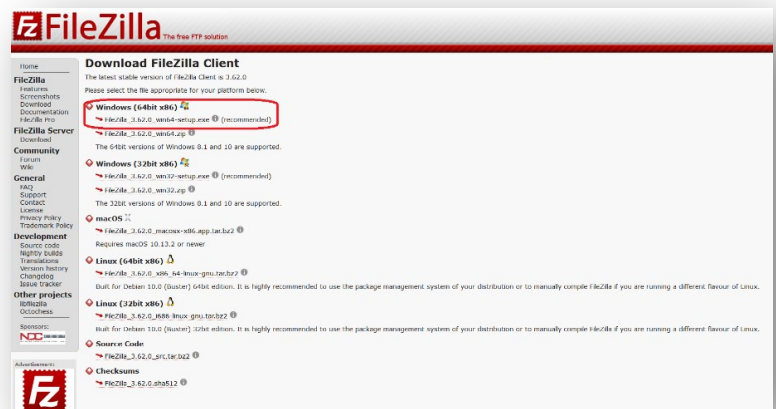 FileZilla The free FTP solution
Home
FileZilla
Features
Screenshots
Download
Documentation
FileZilla Pro
FileZilla Server
Download
Community
Forum
Wiki
General
FAQ
Support
Contact
License
Privacy Policy
Trademark Policy
Development
Source code
Nightly builds
Translations
Version history
Changelog
Issue tracker
Other projects
libfilezilla
Octochess
Sponsors:
NDC
Advertisement:
Fz
Download FileZilla Client
The latest stable version of FileZilla Client is 3.62.0
Please select the file appropriate for your platform below.
Windows (64bit x86)
FileZilla_3.62.0_win64-setup.exe (recommended)
FileZilla_3.62.0_win64.zip
The 64bit versions of Windows 8.1 and 10 are supported.
Windows (32bit x86)
FileZilla_3.62.0_win32-setup.exe (recommended)
FileZilla_3.62.0_win32.zip
The 32bit versions of Windows 8.1 and 10 are supported.
macOS
FileZilla_3.62.0_macosx-x86.app.tar.bz2
Requires macOS 10.13.2 or newer
Linux (64bit x86)
FileZilla_3.62.0_x86_64-linux-gnu.tar.bz2
Built for Debian 10.0 (Buster) 64bit edition. It is highly recommended to use the package management system of your distribution or to manually compile FileZilla if you are running a different flavour of Linux.
Linux (32bit x86)
FileZilla_3.62.0_i686-linux-gnu.tar.bz2
Built for Debian 10.0 (Buster) 32bit edition. It is highly recommended to use the package management system of your distribution or to manually compile FileZilla if you are running a different flavour of Linux.
Source Code
FileZilla_3.62.0_src.tar.bz2
Checksums
FileZilla_3.62.0.sha512